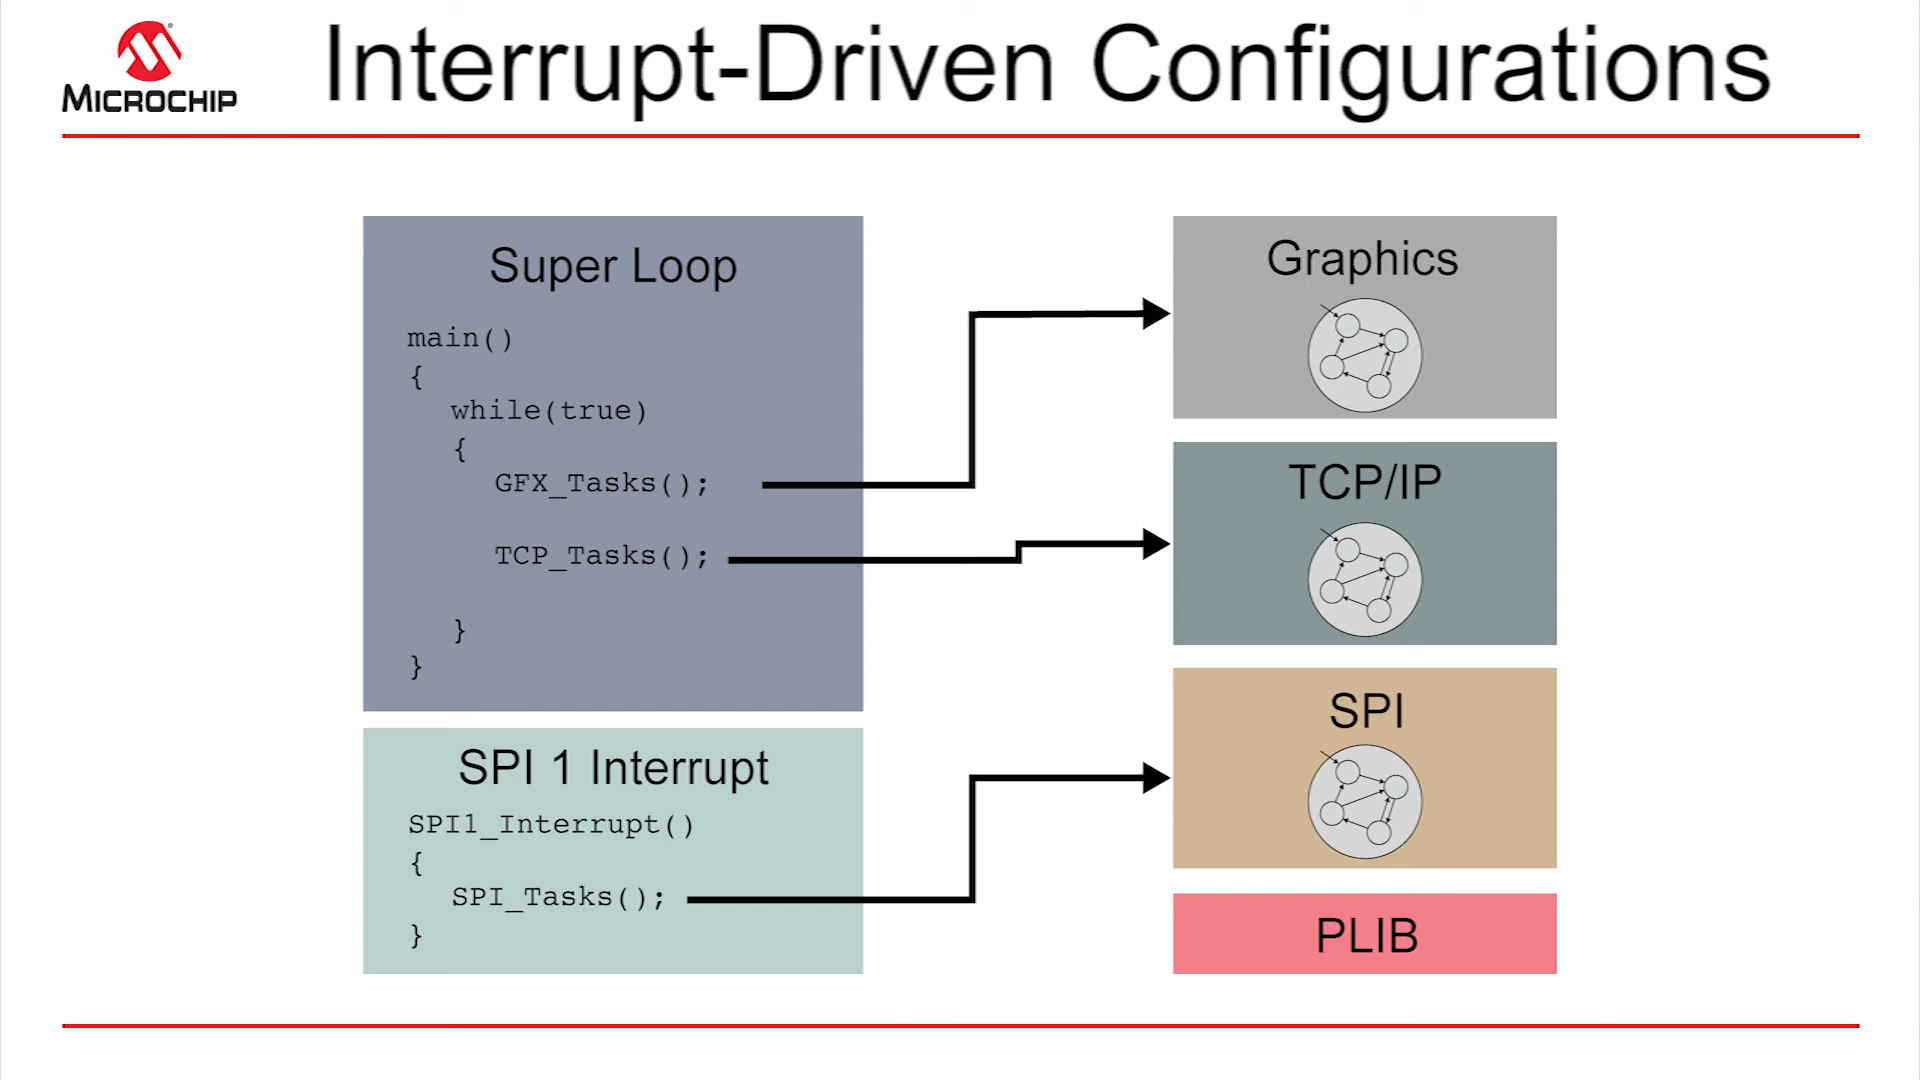 MICROCHIP
Interrupt-Driven Configurations
Super Loop
main()
{
while(true)
{
GFX_Tasks();
TCP_Tasks();
}
}
SPI 1 Interrupt
SPI1_Interrupt()
{
SPI_Tasks();
}
Graphics
TCP/IP
SPI
PLIB